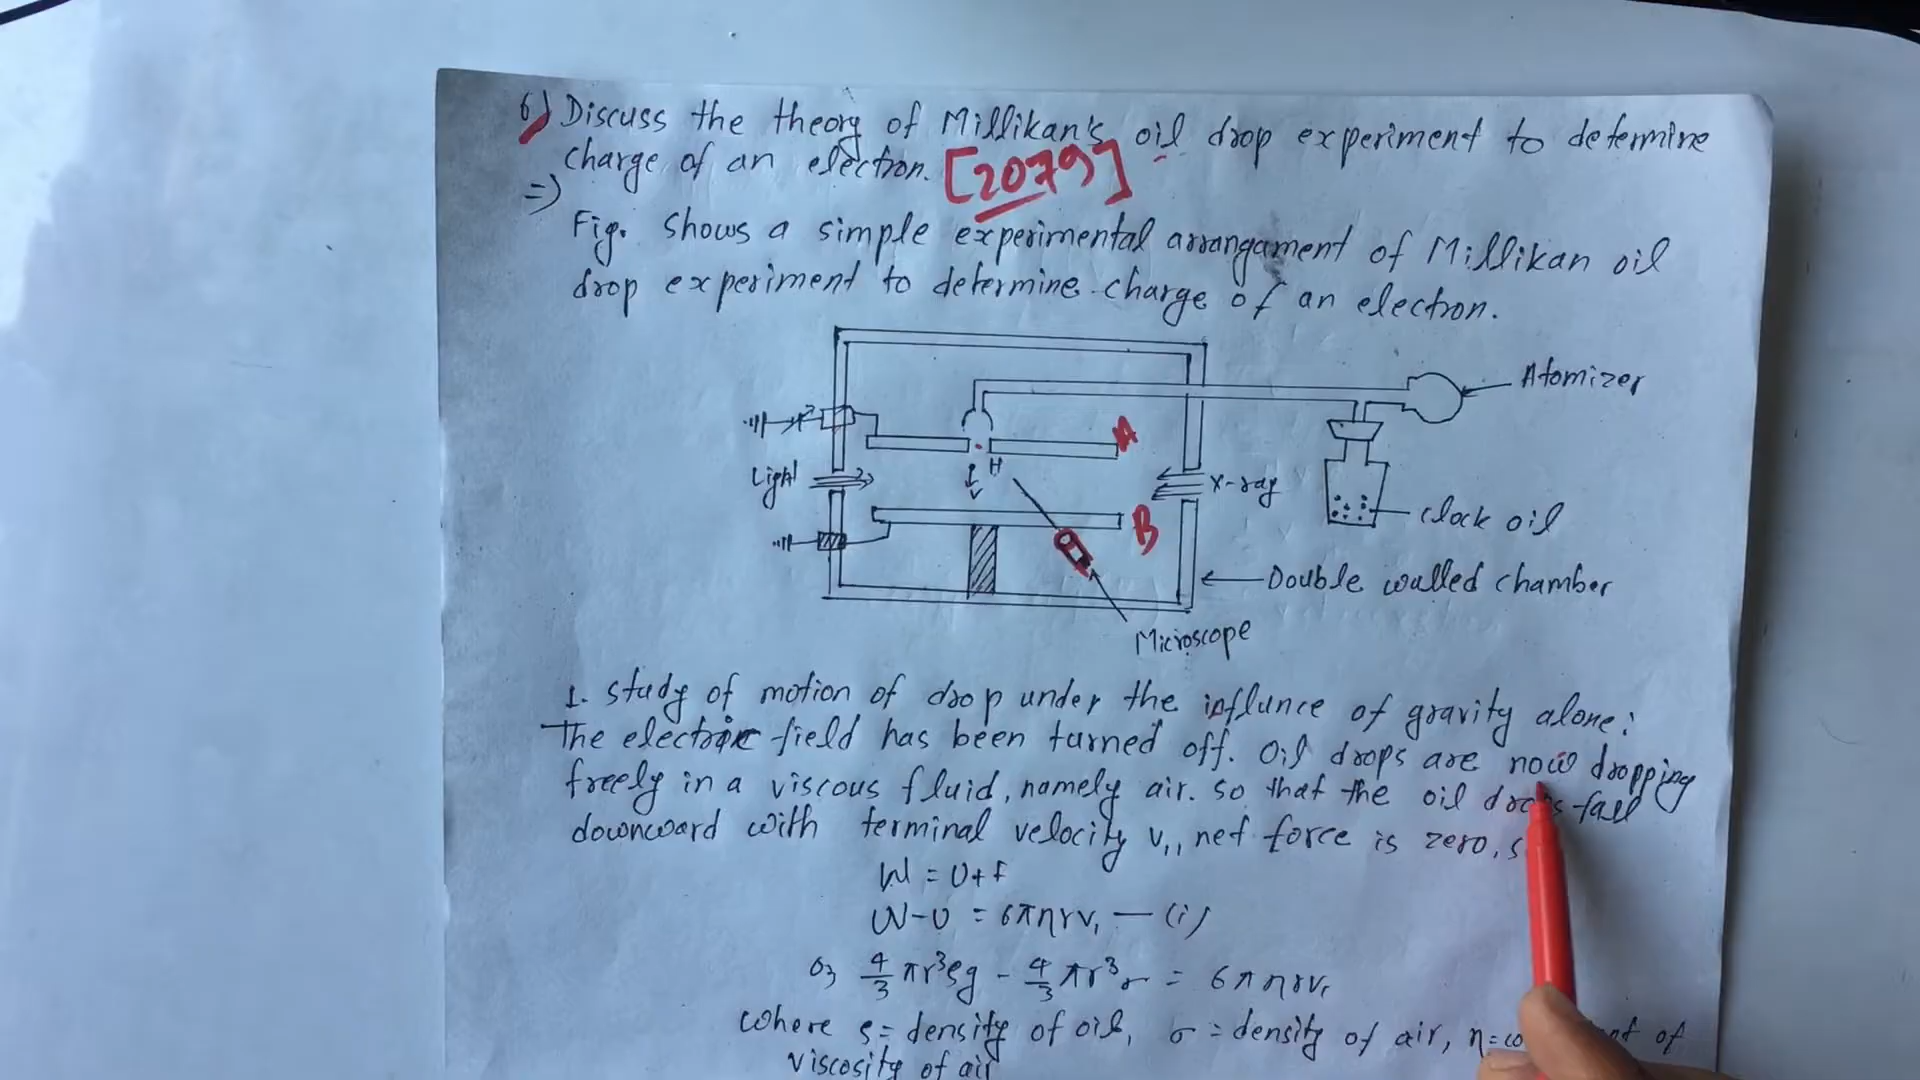 6) Discuss the theory of Millikan's oil drop experiment to determine
charge of an electron. [2079]
=)
Fig. shows a simple experimental arrangament of Millikan oil
drop experiment to determine charge of an electron.
Atomizer
A
Light
H
X-ray
V
clock oil
B
Double walled chamber
Microscope
1. study of motion of drop under the influnce of gravity alone:
The electric field has been turned off. Oil drops are now dropping
freely in a viscous fluid, namely air. so that the oil drops fall
downward with terminal velocity v₁, net force is zero, s
W = U + f
W - U = 6πηrv₁ — (i)
or, 4/3 πr³ρg - 4/3 πr³σ = 6πηrv₁
where ρ = density of oil, σ = density of air, η = of
viscosity of air